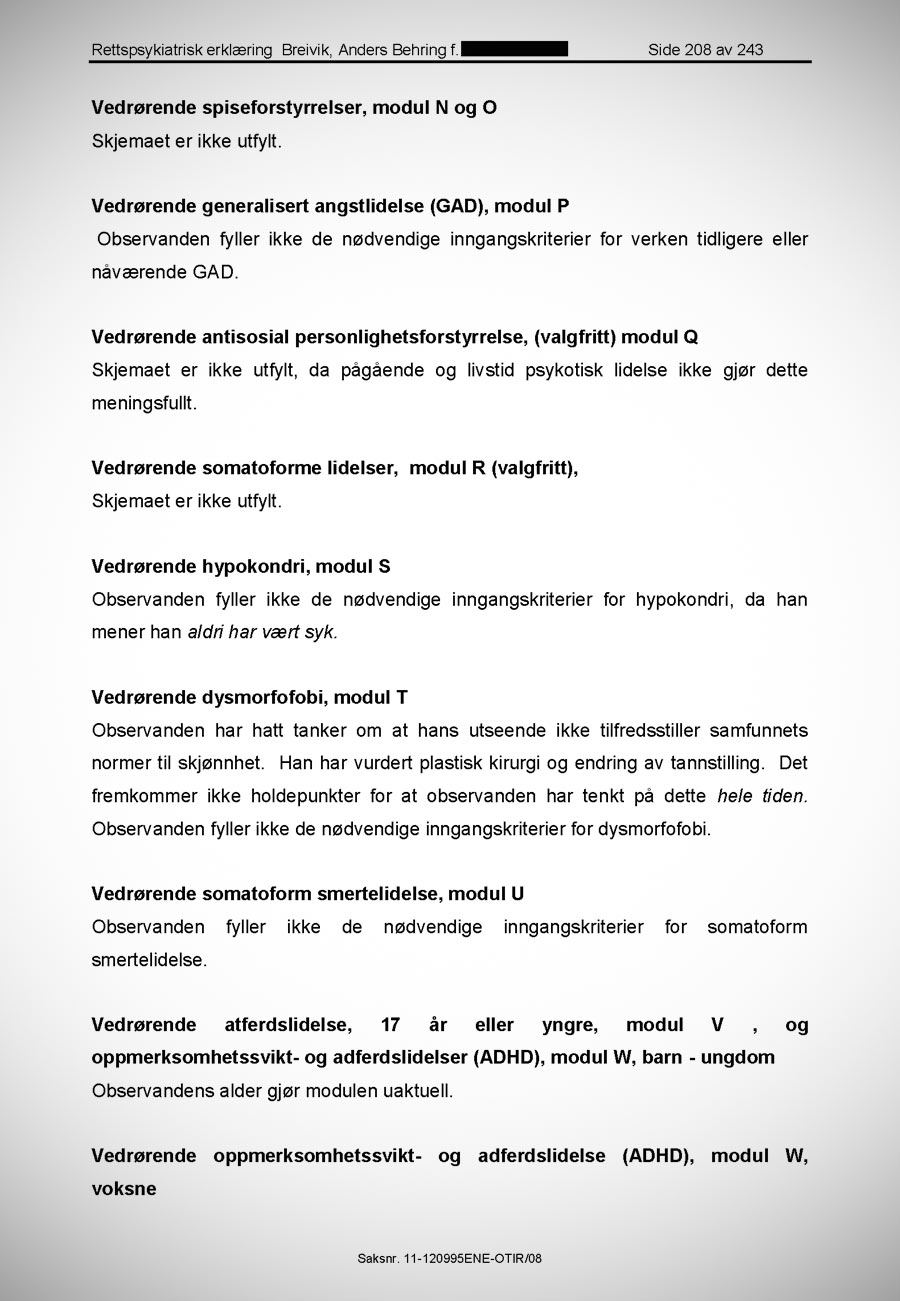 Rettspsykiatrisk erklæring Breivik, Anders Behring f. Side 208 av 243
Vedrørende spiseforstyrrelser, modul N og O
Skjemaet er ikke utfylt.
Vedrørende generalisert angstlidelse (GAD), modul P
Observanden fyller ikke de nødvendige inngangskriterier for verken tidligere eller
nåværende GAD.
Vedrørende antisosial personlighetsforstyrrelse, (valgfritt) modul Q
Skjemaet er ikke utfylt, da pågående og livstid psykotisk lidelse ikke gjør dette
meningsfullt.
Vedrørende somatoforme lidelser, modul R (valgfritt),
Skjemaet er ikke utfylt.
Vedrørende hypokondri, modul S
Observanden fyller ikke de nødvendige inngangskriterier for hypokondri, da han
mener han aldri har vært syk.
Vedrørende dysmorfofobi, modul T
Observanden har hatt tanker om at hans utseende ikke tilfredsstiller samfunnets
normer til skjønnhet. Han har vurdert plastisk kirurgi og endring av tannstilling. Det
fremkommer ikke holdepunkter for at observanden har tenkt på dette hele tiden.
Observanden fyller ikke de nødvendige inngangskriterier for dysmorfofobi.
Vedrørende somatoform smertelidelse, modul U
Observanden fyller ikke de nødvendige inngangskriterier for somatoform
smertelidelse.
Vedrørende atferdslidelse, 17 år eller yngre, modul V , og
oppmerksomhetssvikt- og adferdslidelser (ADHD), modul W, barn - ungdom
Observandens alder gjør modulen uaktuell.
Vedrørende oppmerksomhetssvikt- og adferdslidelse (ADHD), modul W,
voksne
Saksnr. 11-120995ENE-OTIR/08